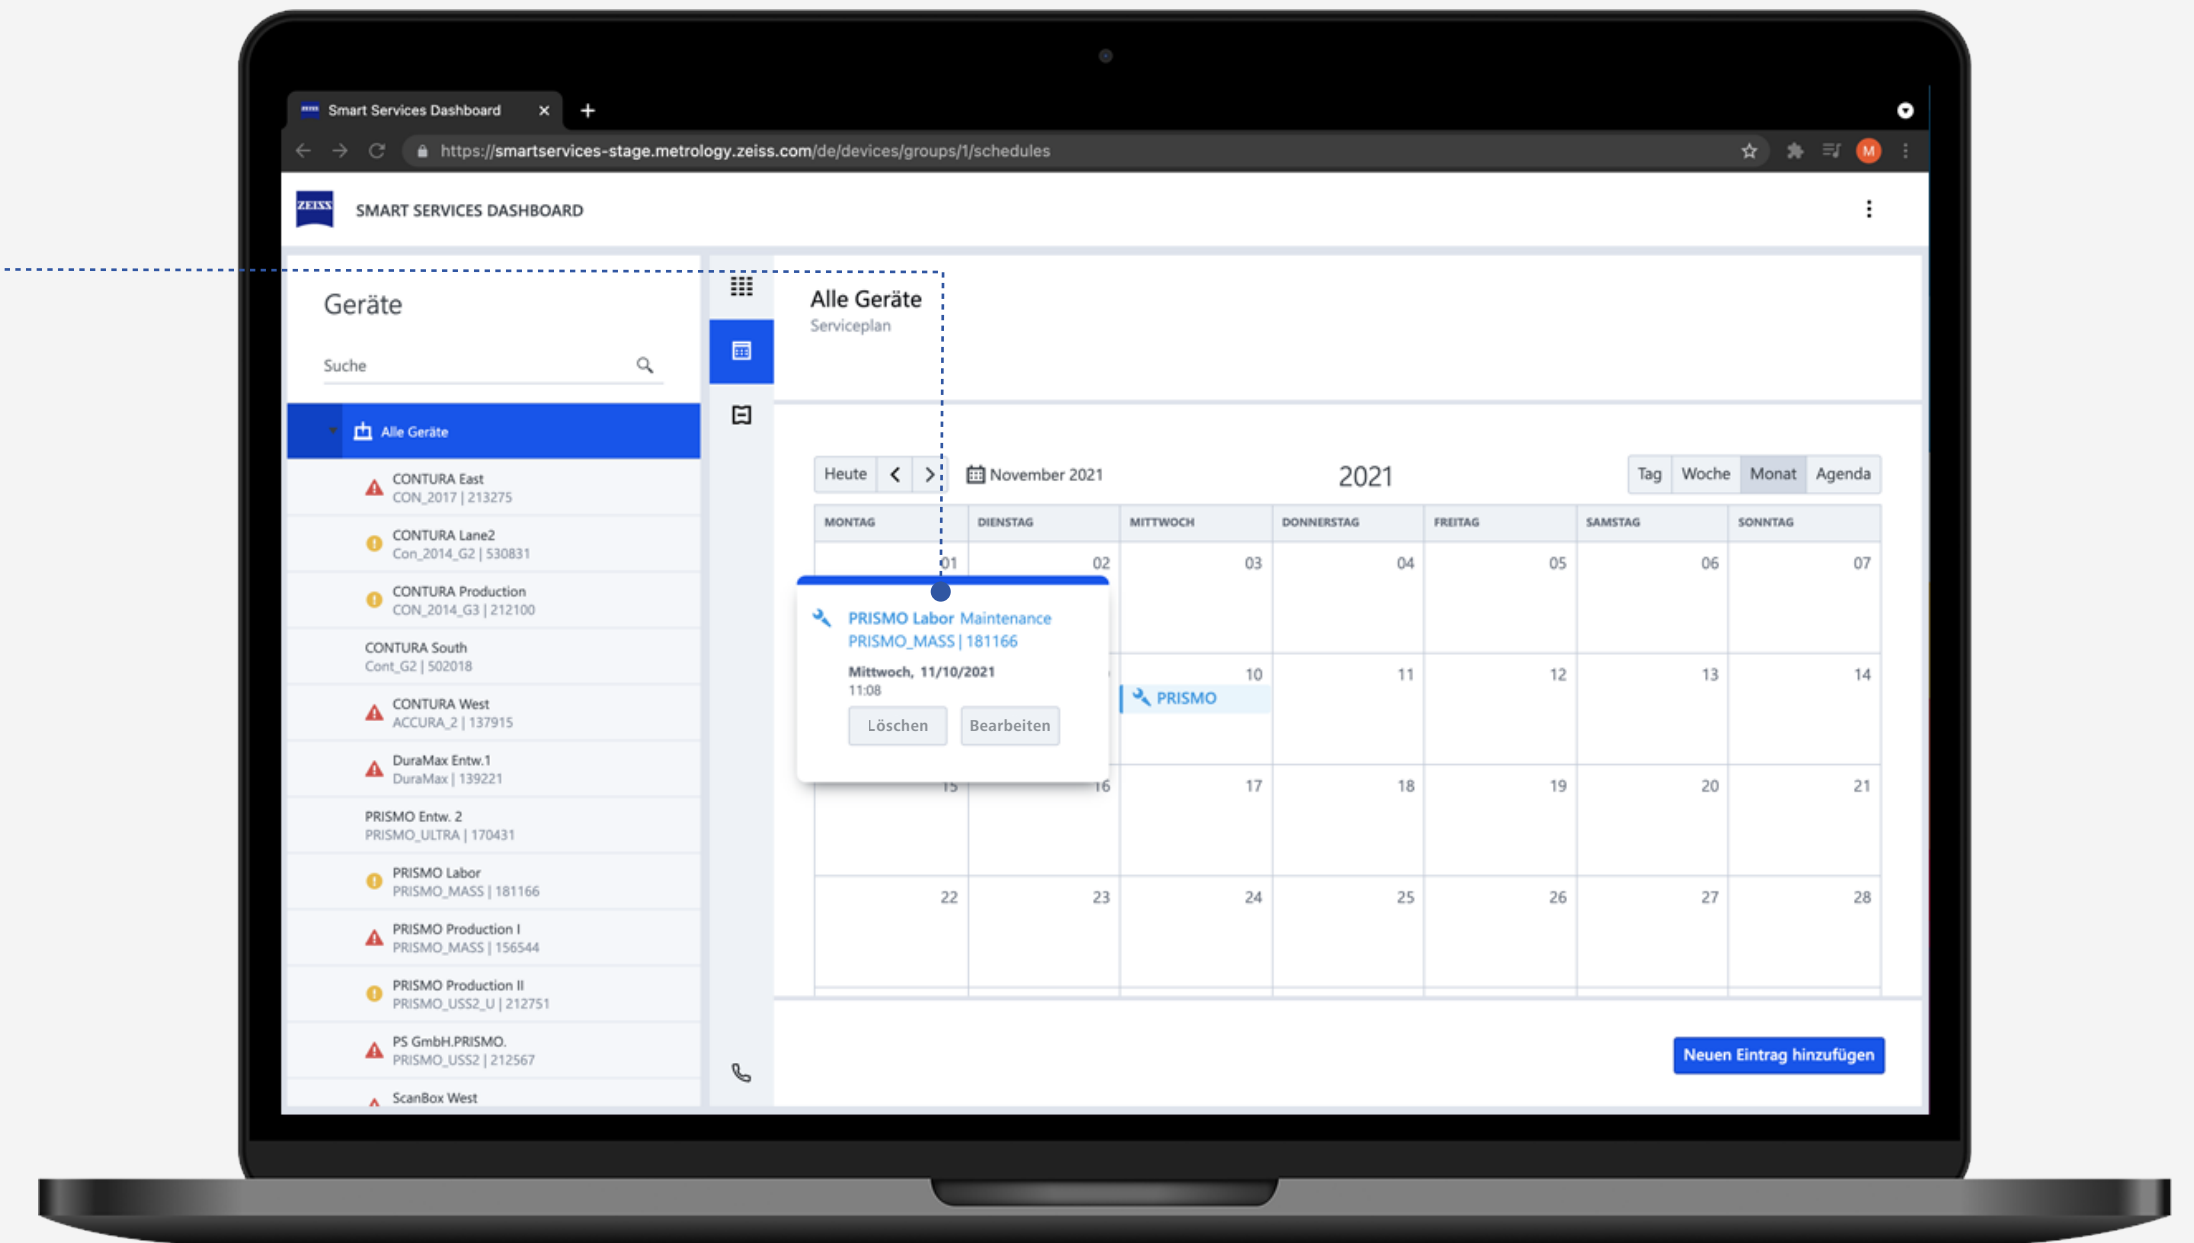 Smart Services Dashboard
https://smartservices-stage.metrology.zeiss.com/de/devices/groups/1/schedules
M
ZEISS
SMART SERVICES DASHBOARD
Geräte
Suche
Alle Geräte
CONTURA East
CON_2017 | 213275
CONTURA Lane2
Con_2014_G2 | 530831
CONTURA Production
CON_2014_G3 | 212100
CONTURA South
Cont_G2 | 502018
CONTURA West
ACCURA_2 | 137915
DuraMax Entw.1
DuraMax | 139221
PRISMO Entw. 2
PRISMO_ULTRA | 170431
PRISMO Labor
PRISMO_MASS | 181166
PRISMO Production I
PRISMO_MASS | 156544
PRISMO Production II
PRISMO_USS2_U | 212751
PS GmbH.PRISMO.
PRISMO_USS2 | 212567
ScanBox West
Alle Geräte
Serviceplan
Heute
November 2021
2021
Tag Woche Monat Agenda
MONTAG DIENSTAG MITTWOCH DONNERSTAG FREITAG SAMSTAG SONNTAG
01 02 03 04 05 06 07
PRISMO Labor Maintenance
PRISMO_MASS | 181166
Mittwoch, 11/10/2021
11:08
Löschen Bearbeiten
10 11 12 13 14
PRISMO
15 16 17 18 19 20 21
22 23 24 25 26 27 28
Neuen Eintrag hinzufügen